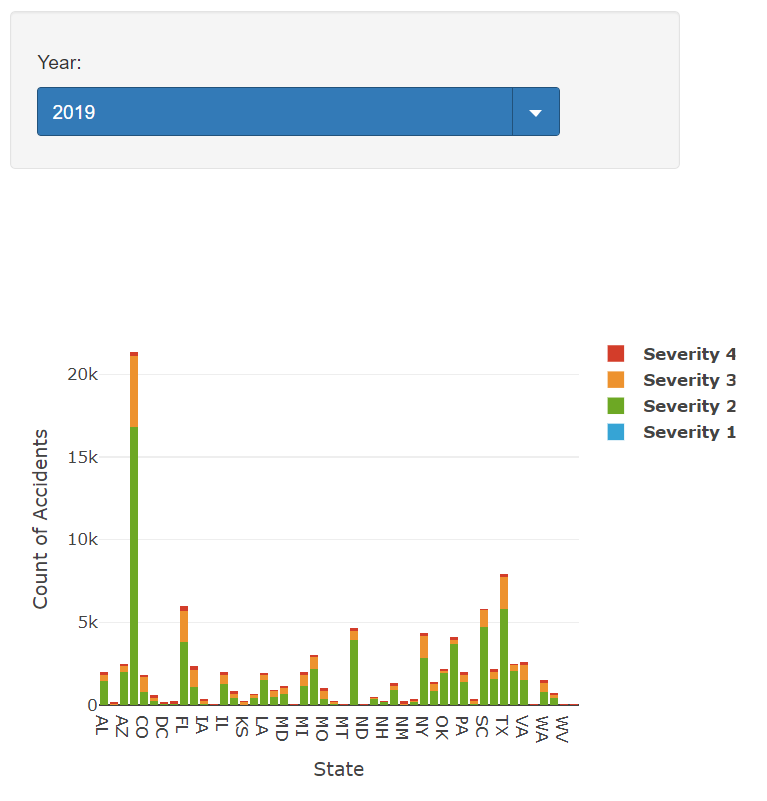 Year:
2019
Severity 4
Severity 3
Severity 2
Severity 1
20k
15k
10k
5k
0
Count of Accidents
AL
AZ
CO
DC
FL
IA
IL
KS
LA
MD
MI
MO
MT
ND
NH
NM
NY
OK
PA
SC
TX
VA
WA
WV
State